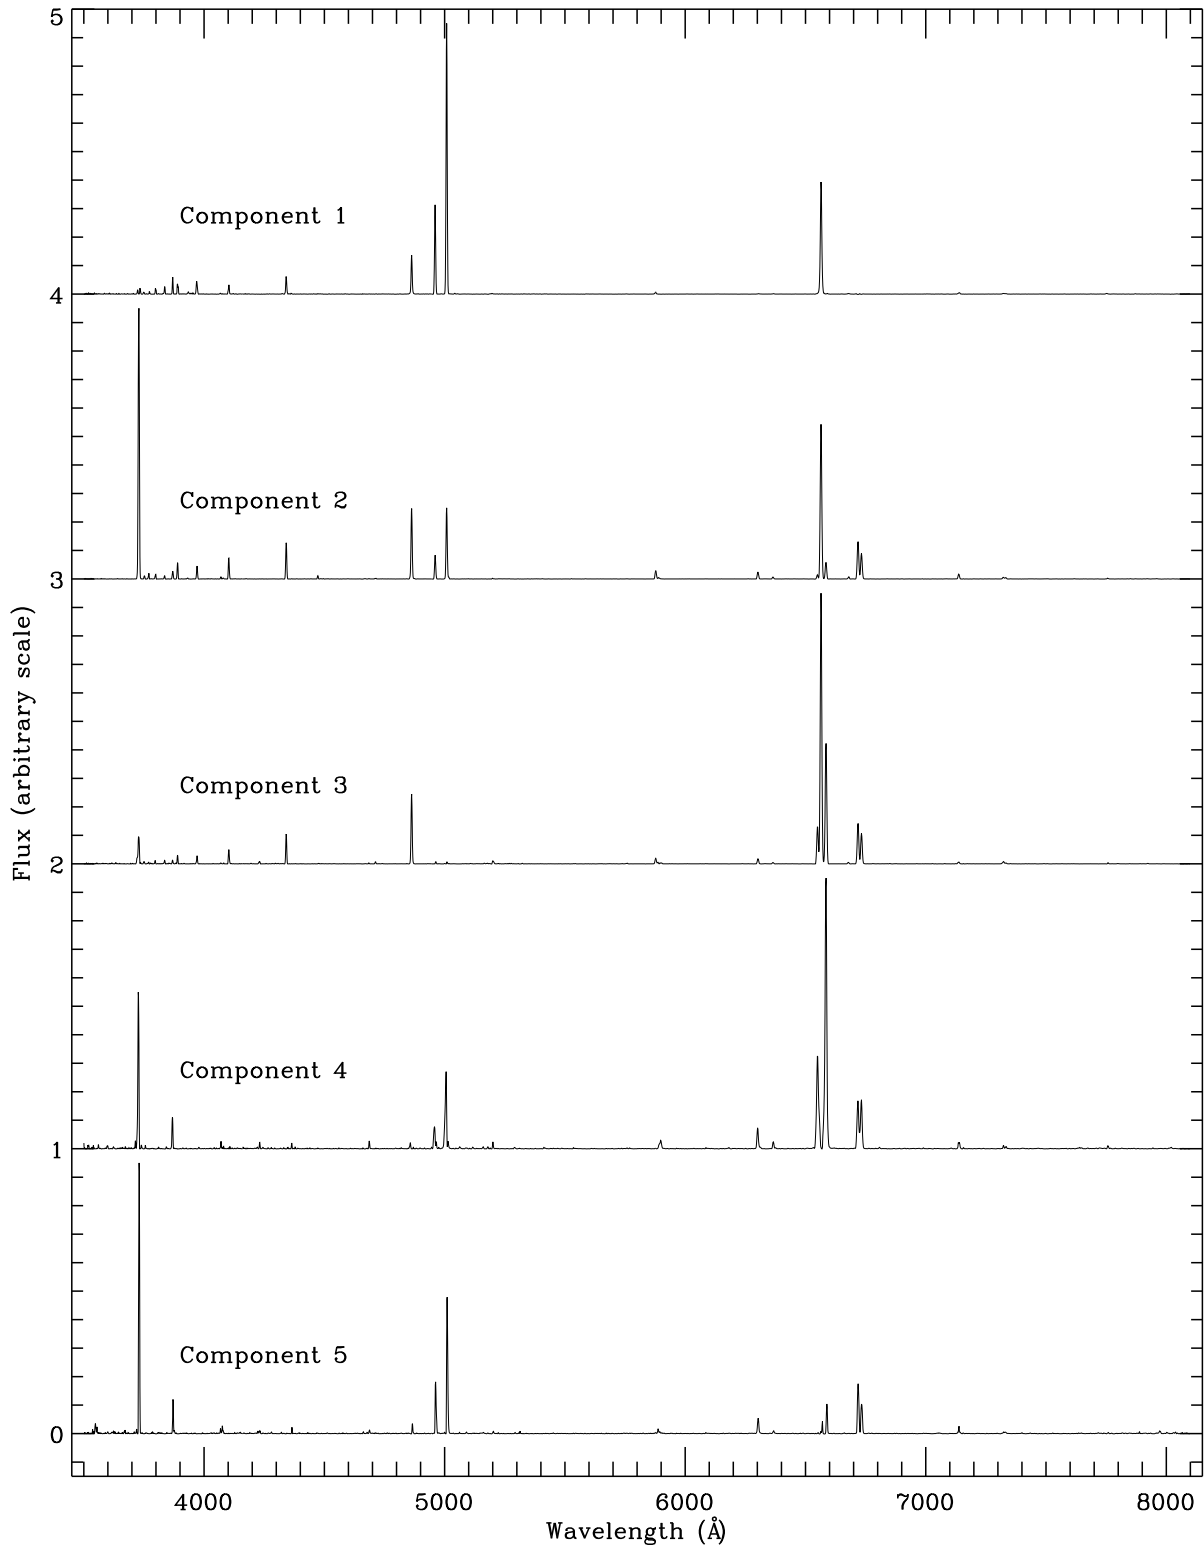 5
Component 1
4
Component 2
3
Component 3
2
Component 4
1
Component 5
0
Flux (arbitrary scale)
4000 5000 6000 7000 8000
Wavelength (Å)